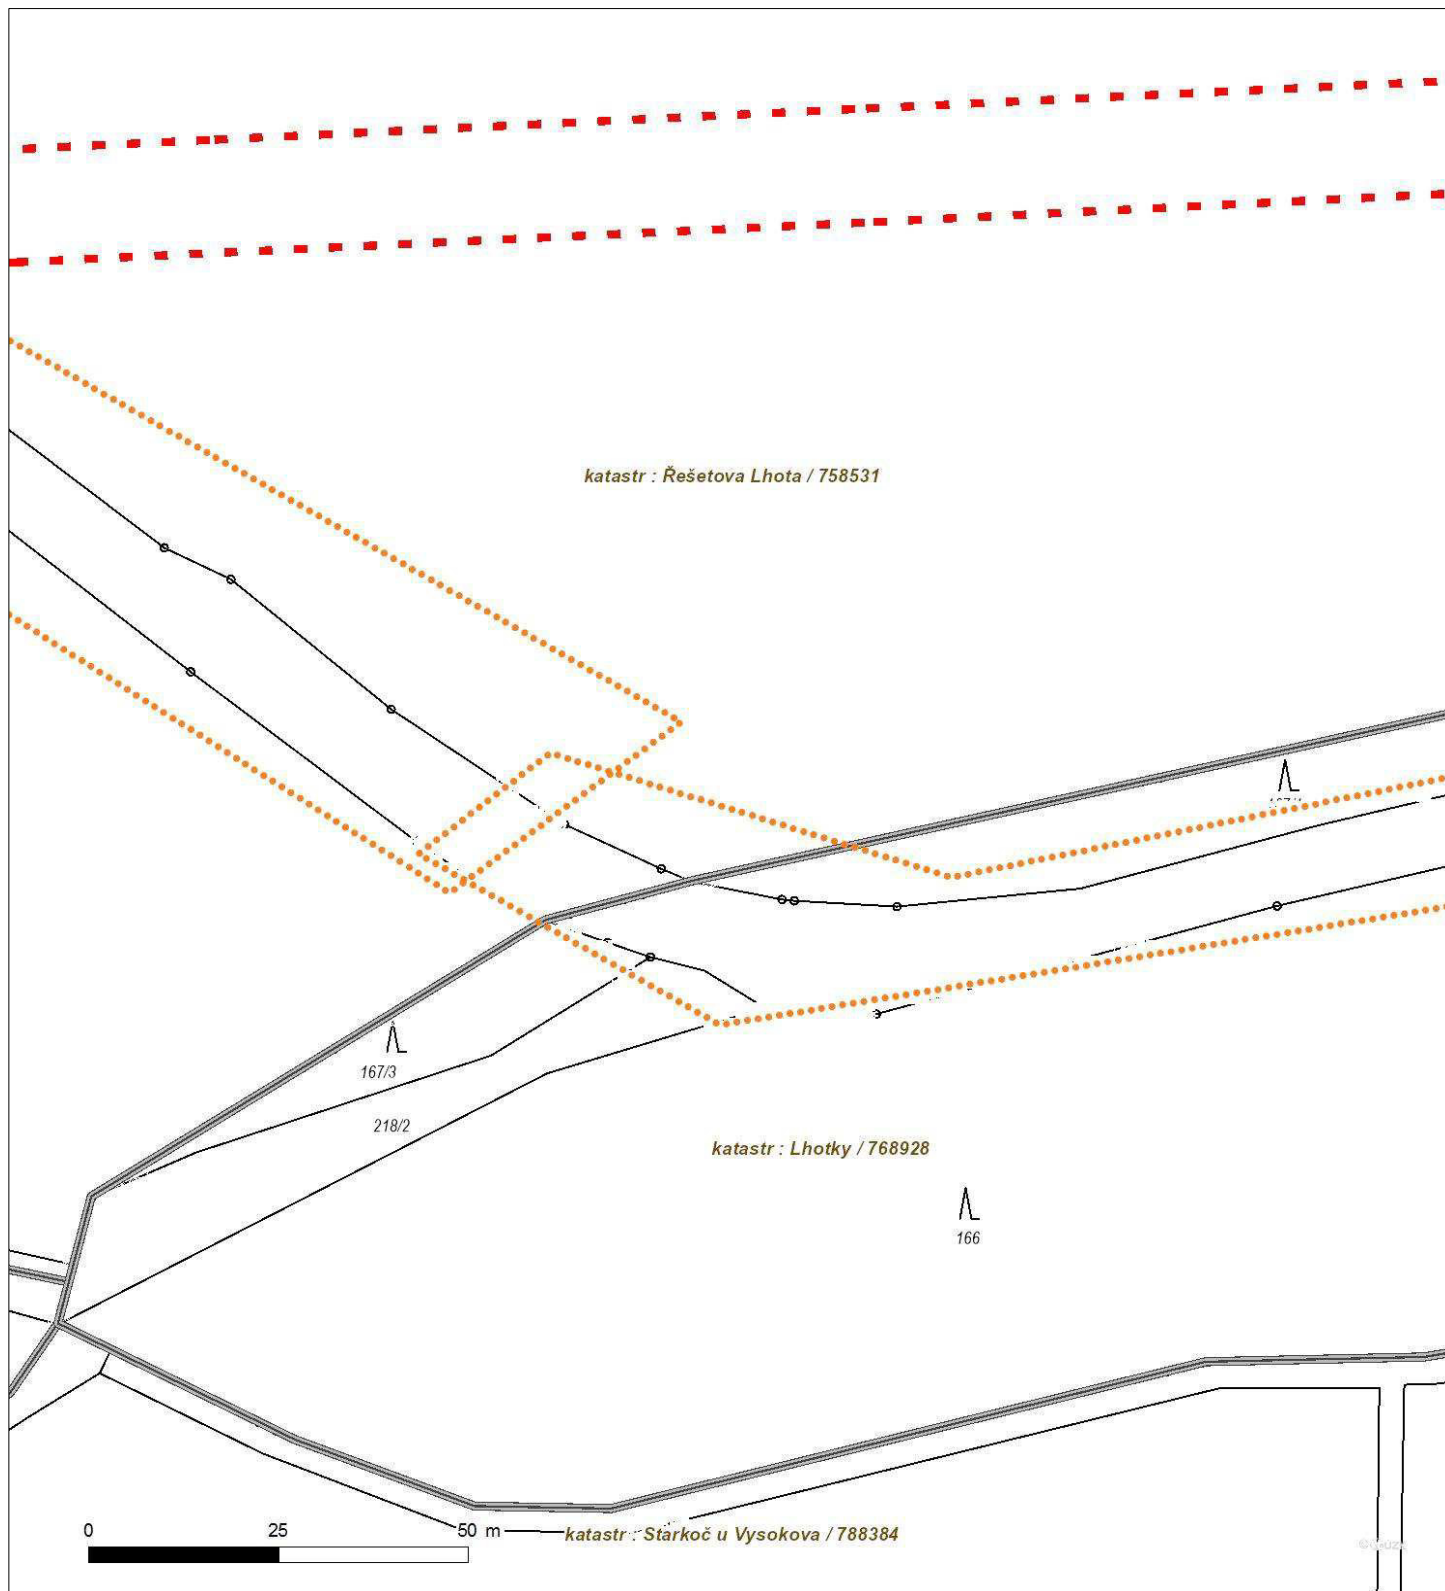 katastr : Řešetova Lhota / 758531
167/3
218/2
katastr : Lhotky / 768928
166
0 25 50 m
katastr : Starkoč u Vysokova / 788384